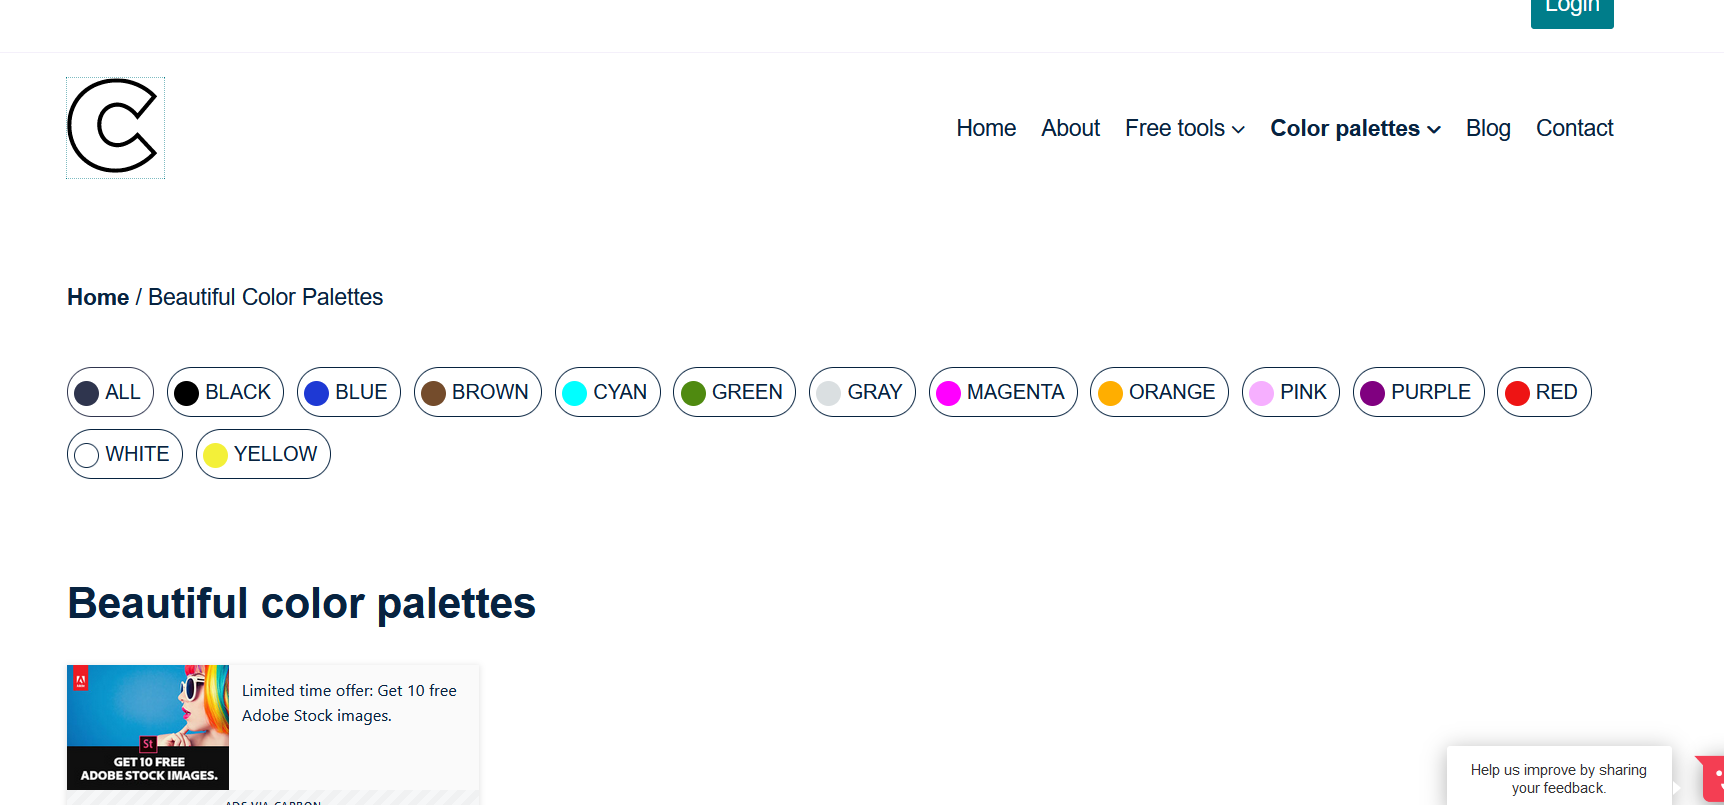 Login
C
Home About Free tools Color palettes Blog Contact
Home / Beautiful Color Palettes
ALL BLACK BLUE BROWN CYAN GREEN GRAY MAGENTA ORANGE PINK PURPLE RED
WHITE YELLOW
Beautiful color palettes
Limited time offer: Get 10 free
Adobe Stock images.
St
GET 10 FREE
ADOBE STOCK IMAGES.
ADS VIA CARBON
Help us improve by sharing
your feedback.